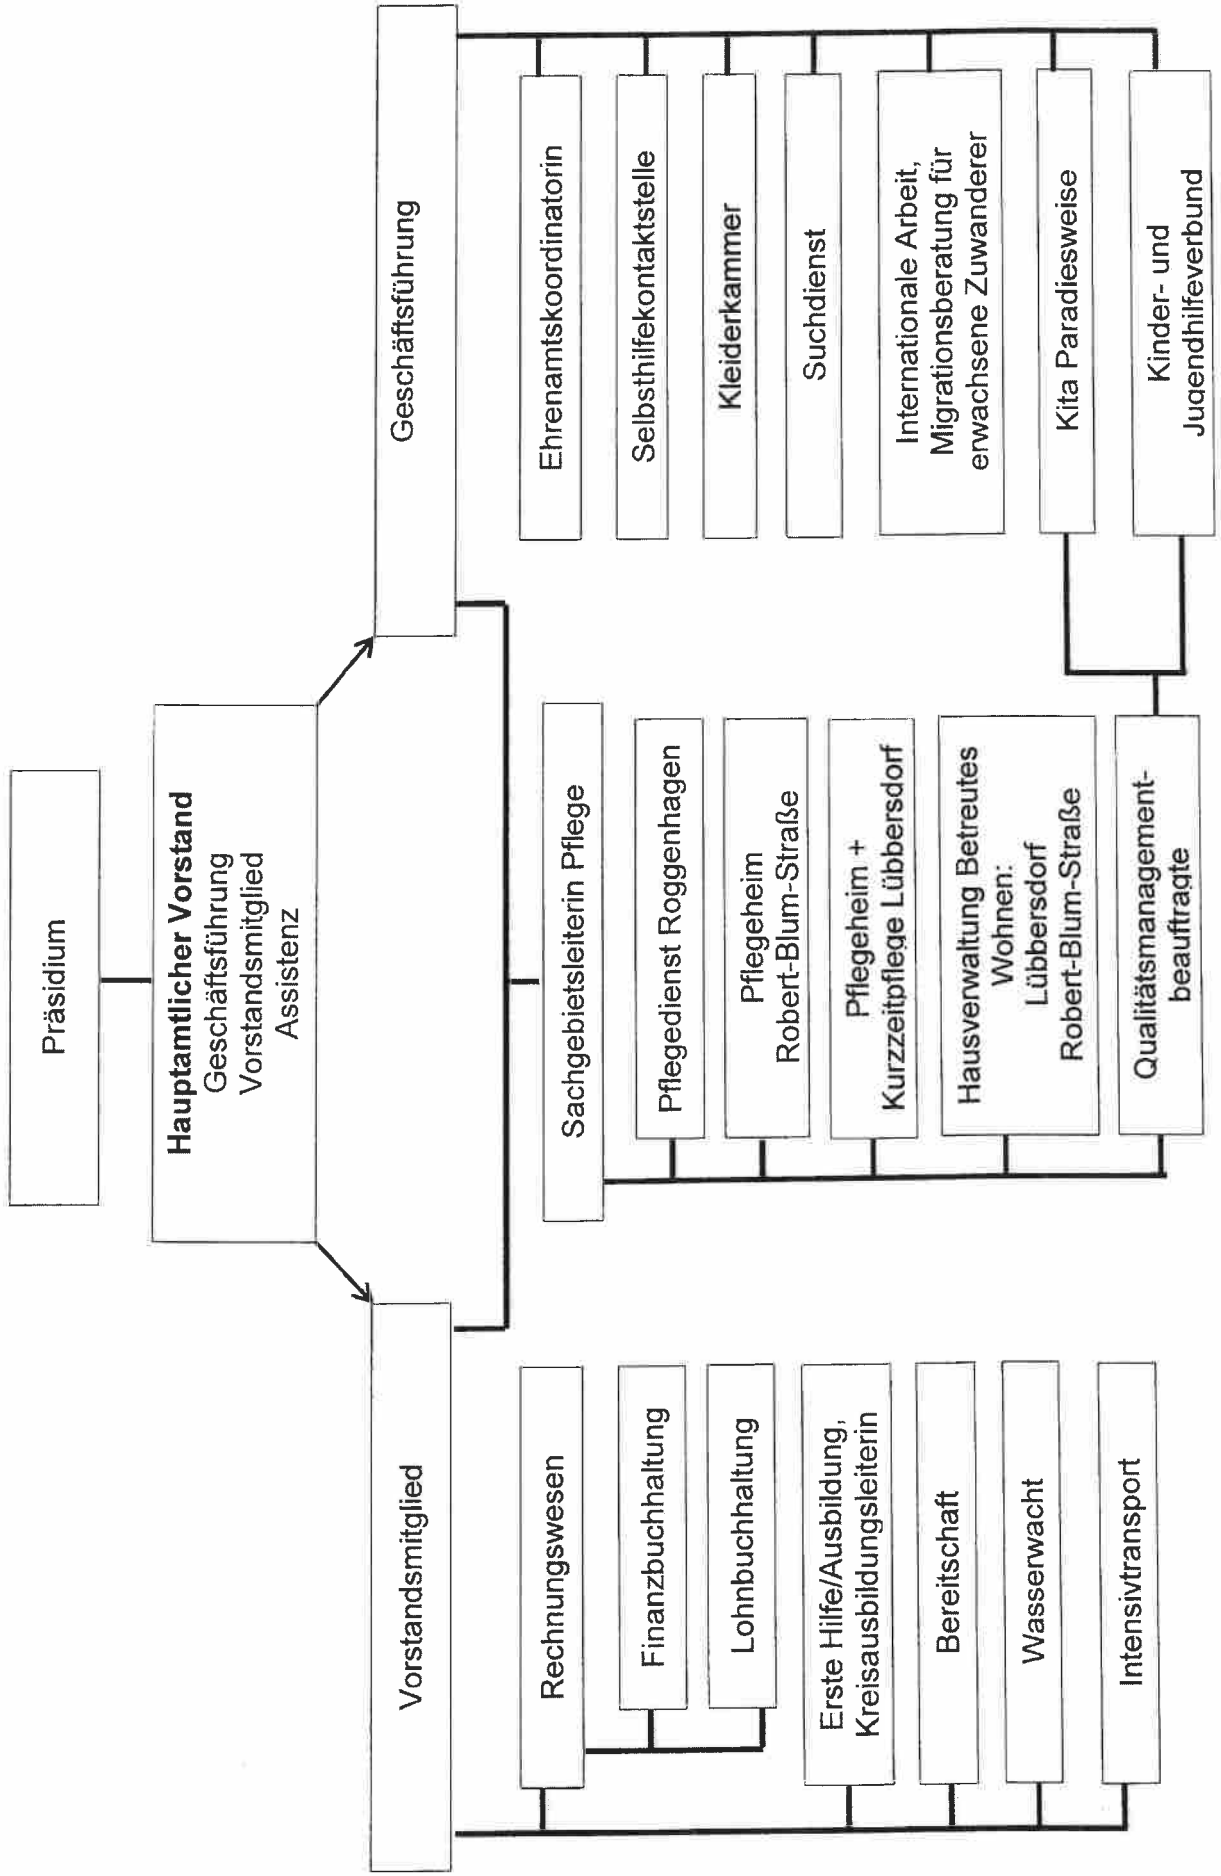 Präsidium
Hauptamtlicher Vorstand
Geschäftsführung
Vorstandsmitglied
Assistenz
Vorstandsmitglied
Geschäftsführung
Rechnungswesen
Finanzbuchhaltung
Lohnbuchhaltung
Erste Hilfe/Ausbildung,
Kreisausbildungsleiterin
Bereitschaft
Wasserwacht
Intensivtransport
Sachgebietsleiterin Pflege
Pflegedienst Roggenhagen
Pflegeheim
Robert-Blum-Straße
Pflegeheim +
Kurzzeitpflege Lübbersdorf
Hausverwaltung Betreutes
Wohnen:
Lübbersdorf
Robert-Blum-Straße
Qualitätsmanagement-
beauftragte
Ehrenamtskoordinatorin
Selbsthilfekontaktstelle
Kleiderkammer
Suchdienst
Internationale Arbeit,
Migrationsberatung für
erwachsene Zuwanderer
Kita Paradiesweise
Kinder- und
Jugendhilfeverbund